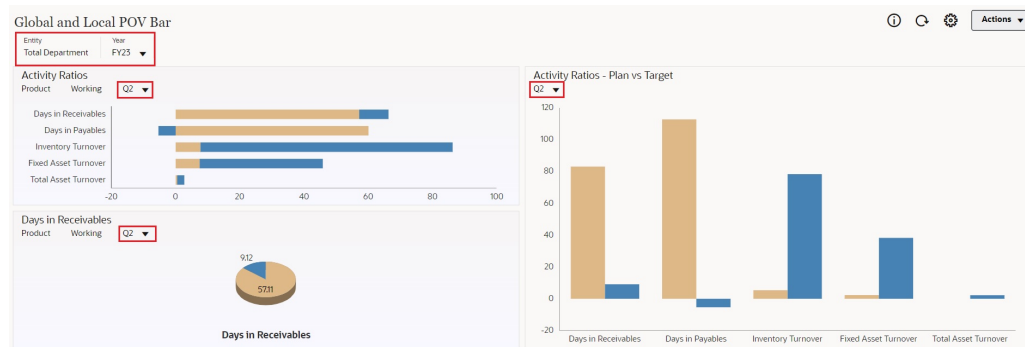 Global and Local POV Bar
Actions
Entity Year
Total Department FY23
Activity Ratios
Product Working Q2
Days in Receivables
Days in Payables
Inventory Turnover
Fixed Asset Turnover
Total Asset Turnover
-20 0 20 40 60 80 100
Days in Receivables
Product Working Q2
9.12
57.11
Days in Receivables
Activity Ratios - Plan vs Target
Q2
120
100
80
60
40
20
0
-20
Days in Receivables Days in Payables Inventory Turnover Fixed Asset Turnover Total Asset Turnover